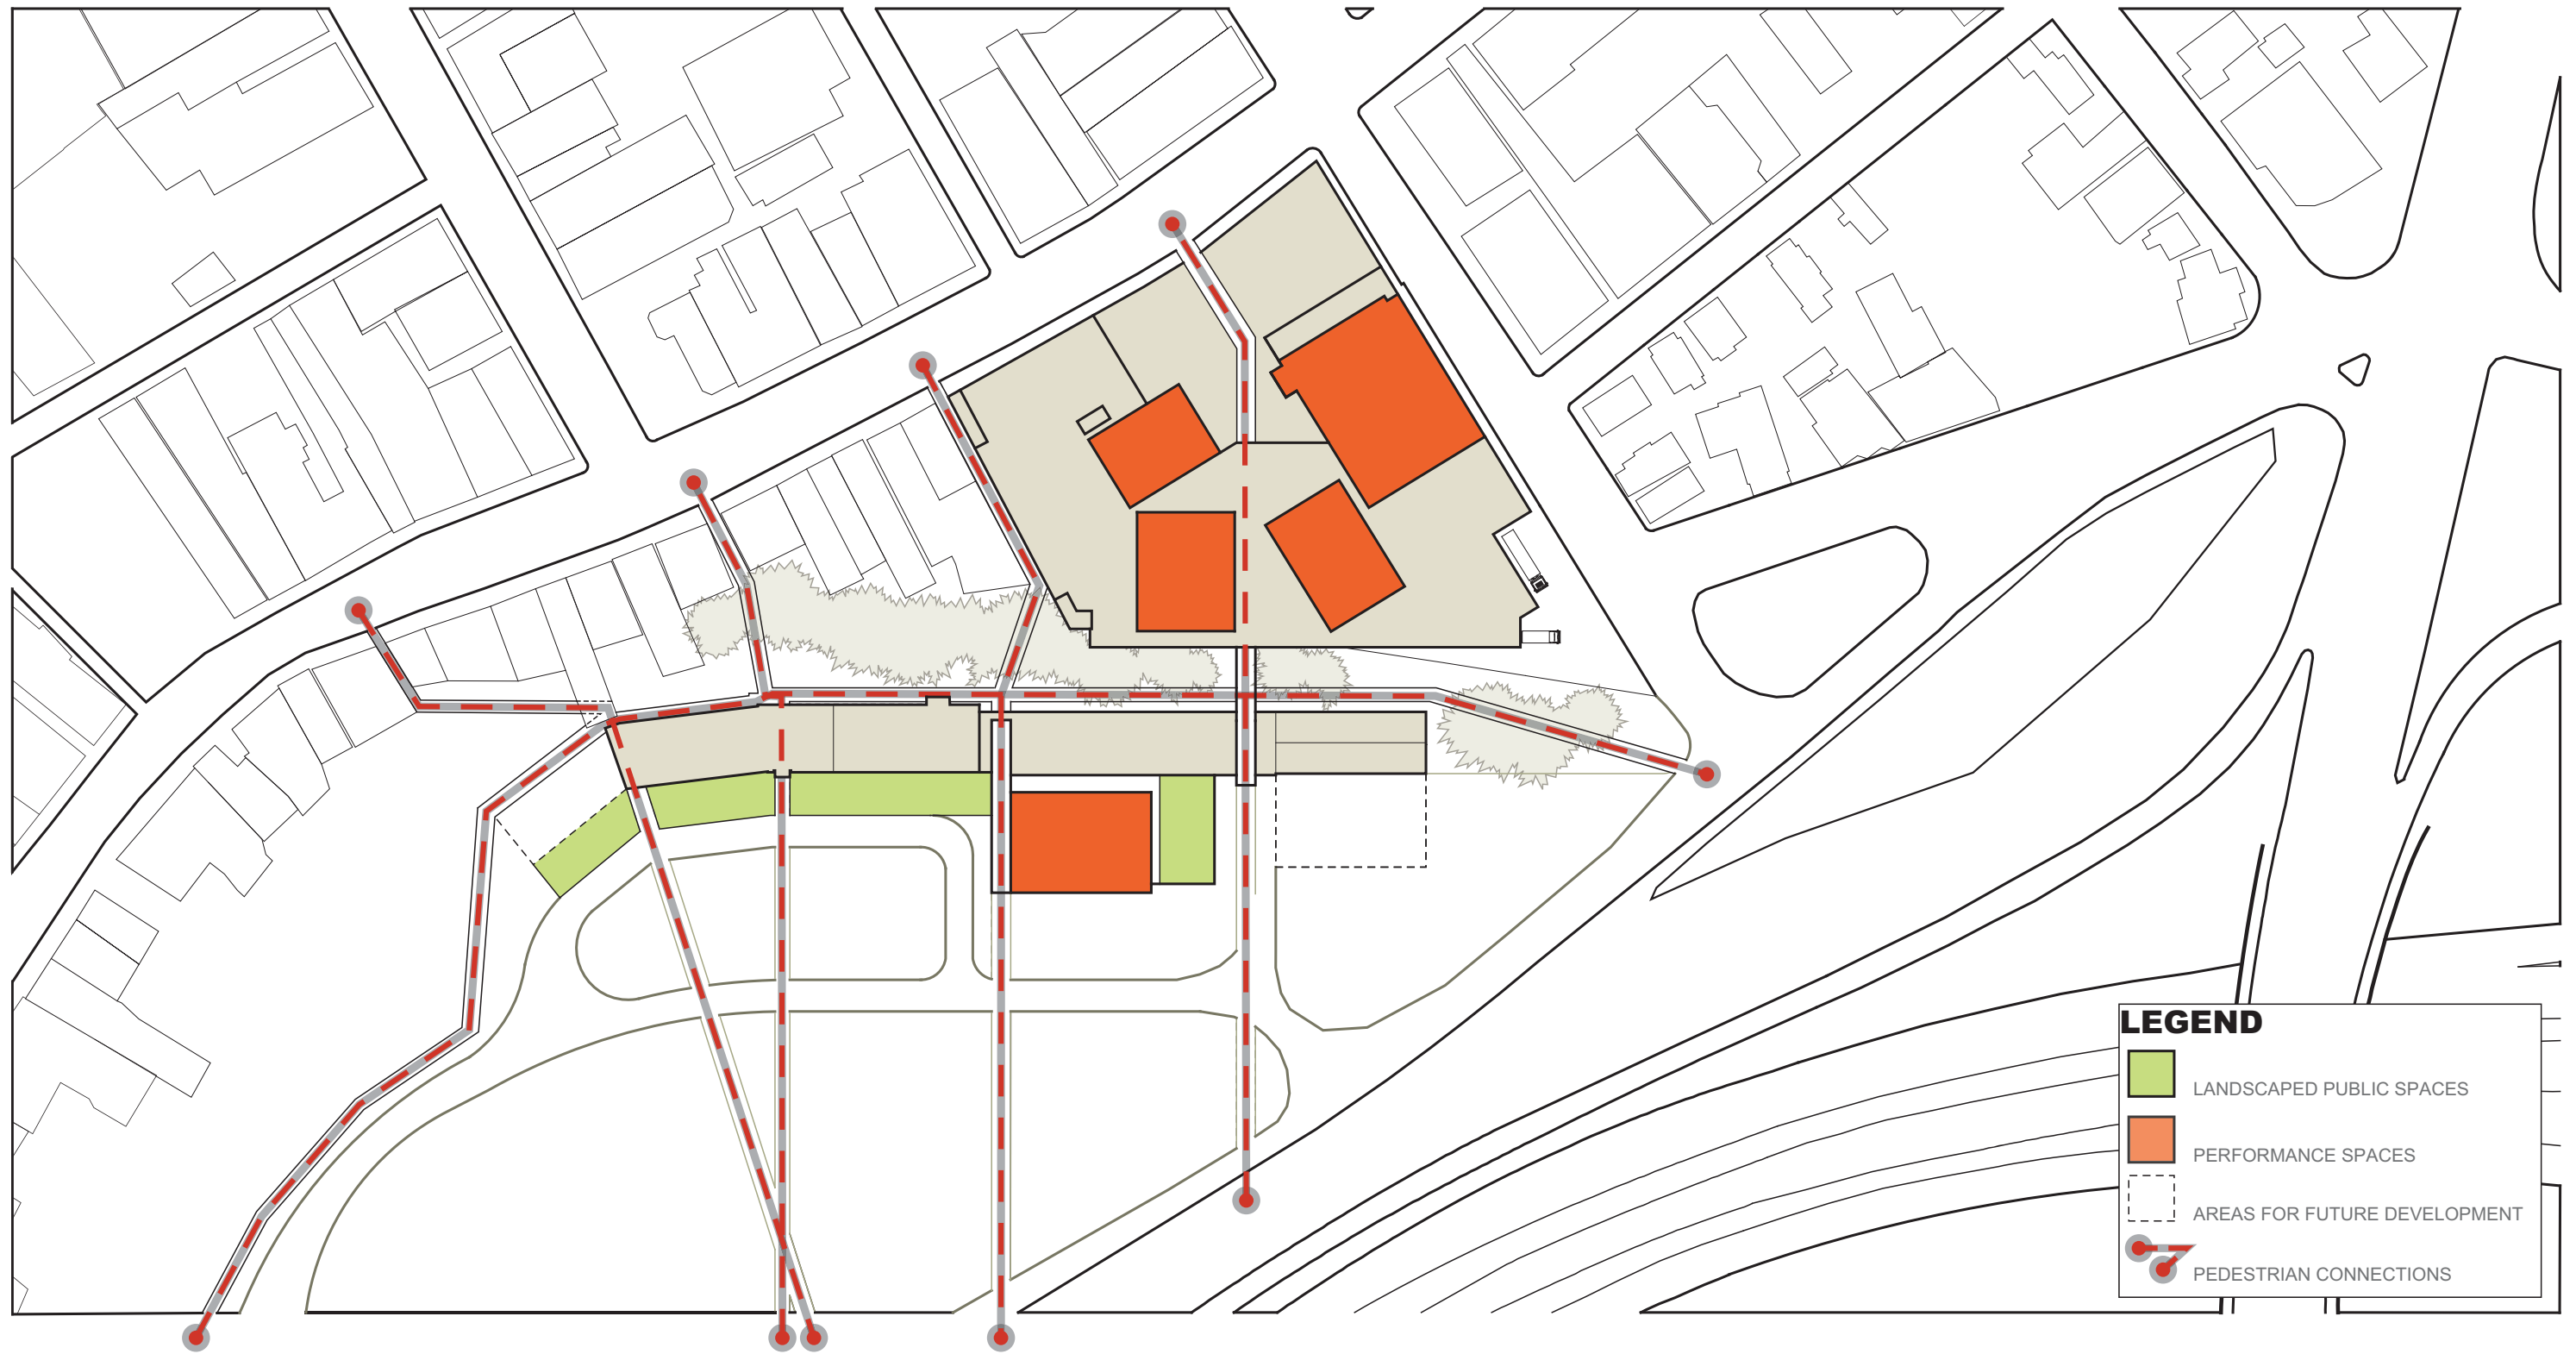 LEGEND
LANDSCAPED PUBLIC SPACES
PERFORMANCE SPACES
AREAS FOR FUTURE DEVELOPMENT
PEDESTRIAN CONNECTIONS